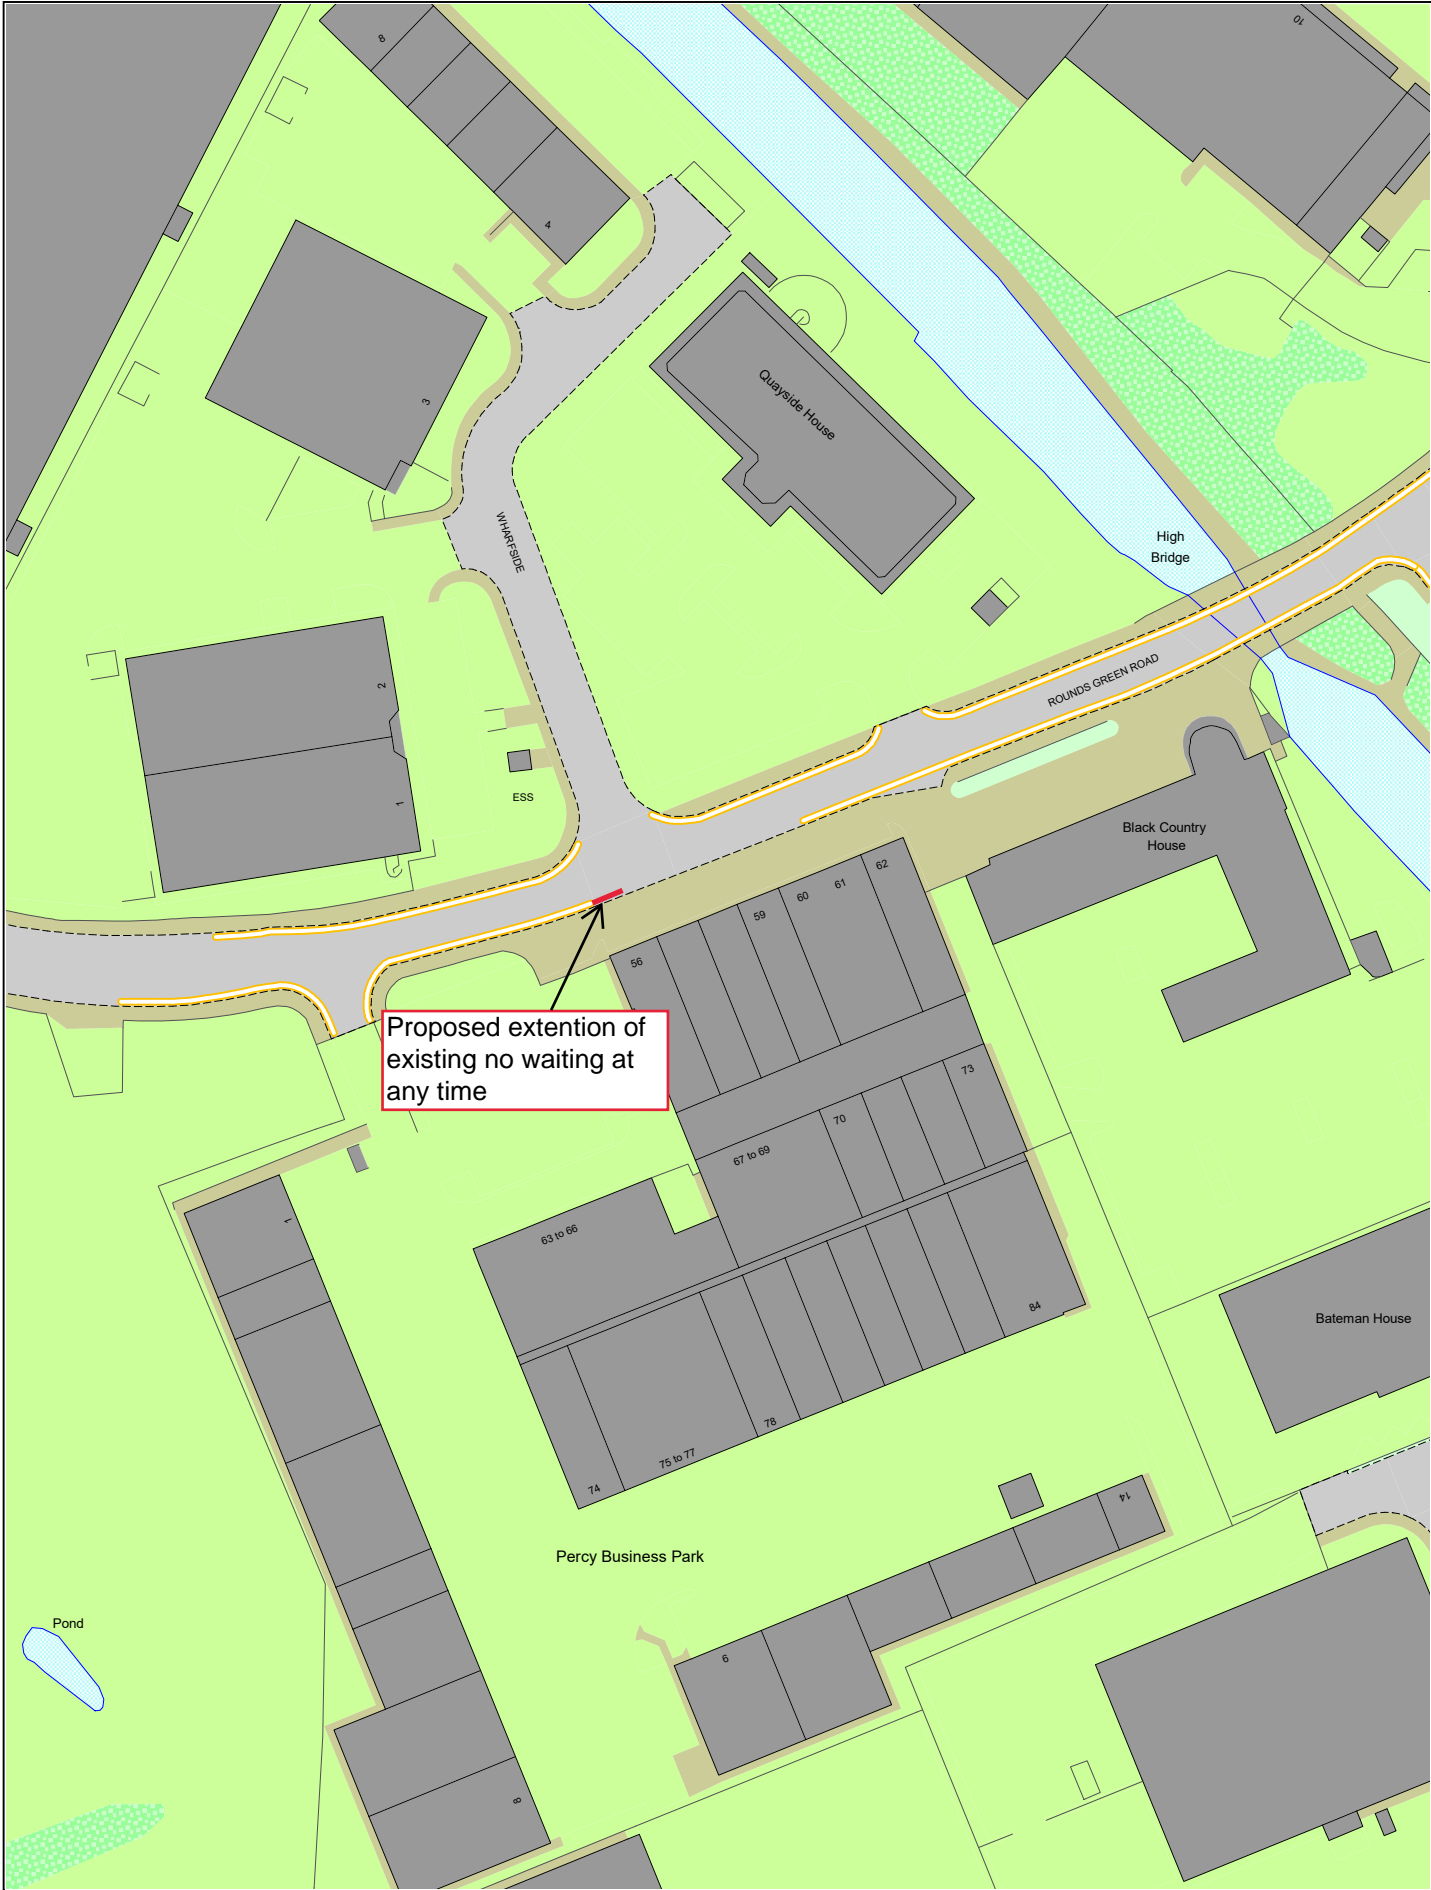 8
10
4
3
Quayside House
WHARFSIDE
High
Bridge
2
ROUNDS GREEN ROAD
1
ESS
Black Country
House
62
61
60
59
56
Proposed extention of
existing no waiting at
any time
73
70
67 to 69
63 to 66
1
84
Bateman House
78
75 to 77
74
14
Percy Business Park
Pond
9
8